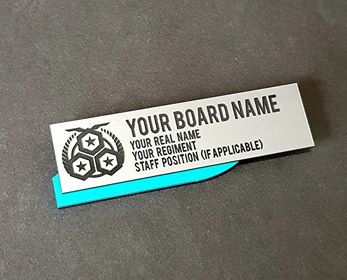 YOUR BOARD NAME
YOUR REAL NAME
YOUR REGIMENT
STAFF POSITION (IF APPLICABLE)